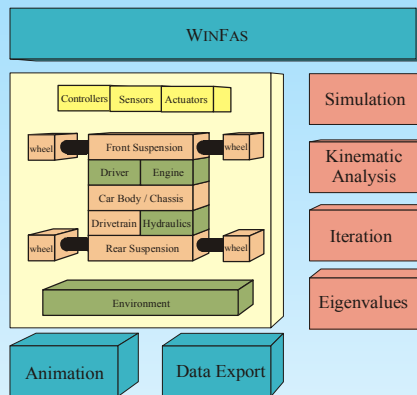 WINFAS
Controllers Sensors Actuators
Simulation
wheel Front Suspension wheel
Driver Engine
Kinematic
Analysis
Car Body / Chassis
Drivetrain Hydraulics
Iteration
wheel Rear Suspension wheel
Environment
Eigenvalues
Animation
Data Export